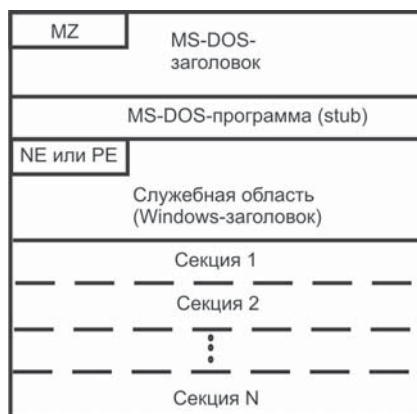 MZ
MS-DOS-
заголовок
MS-DOS-программа (stub)
NE или PE
Служебная область
(Windows-заголовок)
Секция 1
Секция 2
Секция N